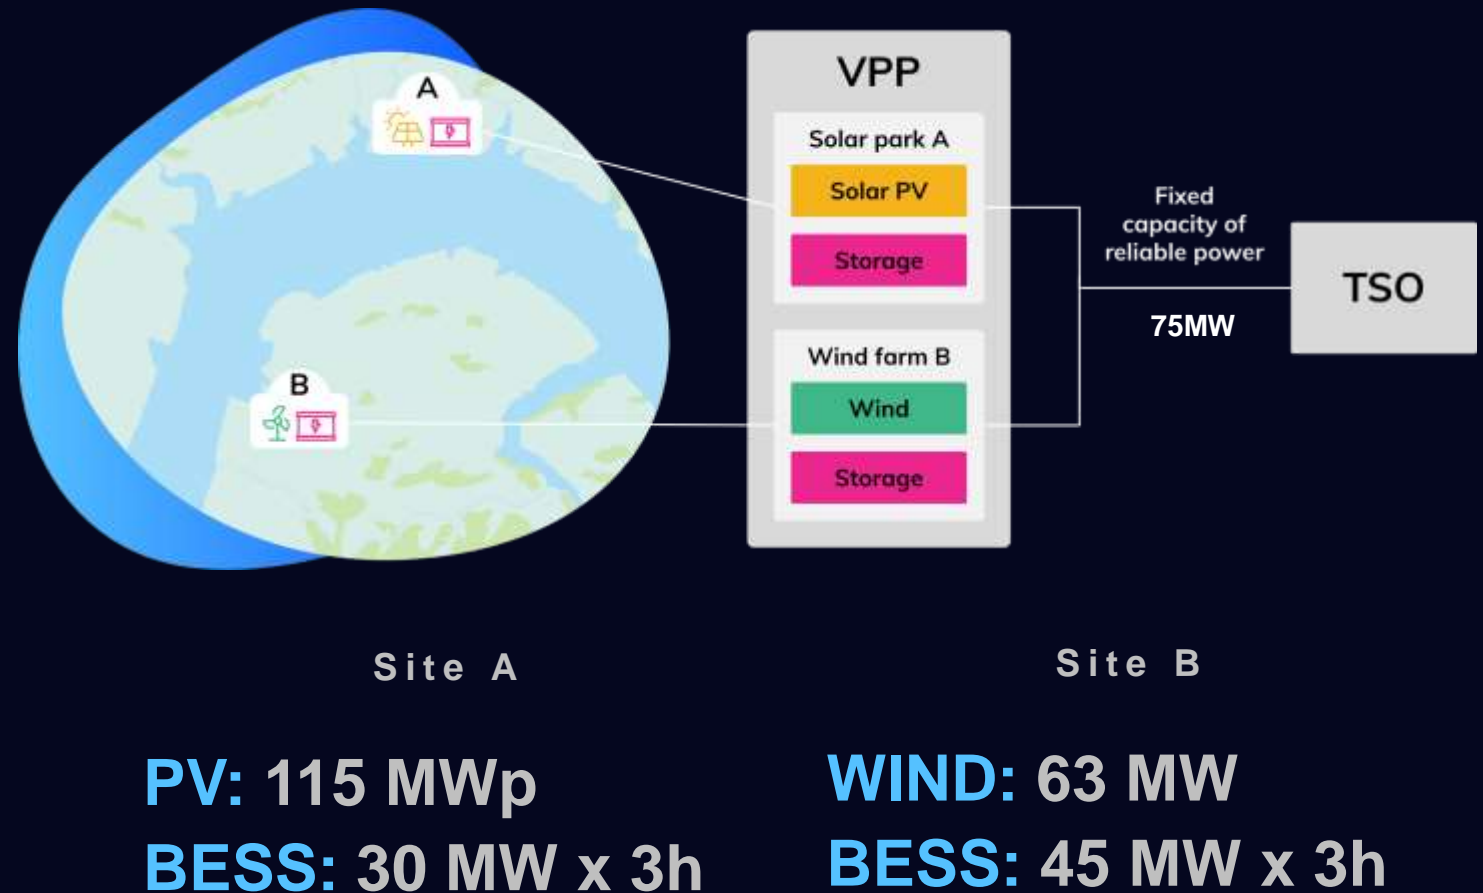 A
B
VPP
Solar park A
Solar PV
Storage
Wind farm B
Wind
Storage
Fixed
capacity of
reliable power
75MW
TSO
Site A
PV: 115 MWp
BESS: 30 MW x 3h
Site B
WIND: 63 MW
BESS: 45 MW x 3h